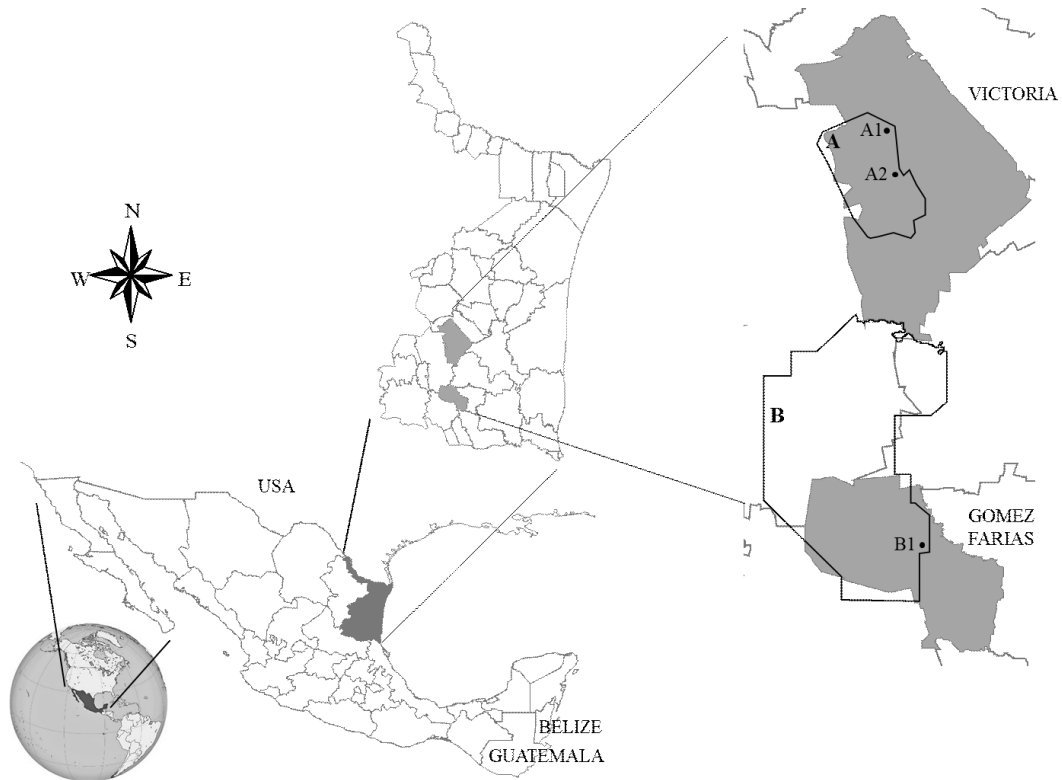 VICTORIA
A
A1
A2
N
W
E
S
B
USA
GOMEZ
FARIAS
B1
BELIZE
GUATEMALA